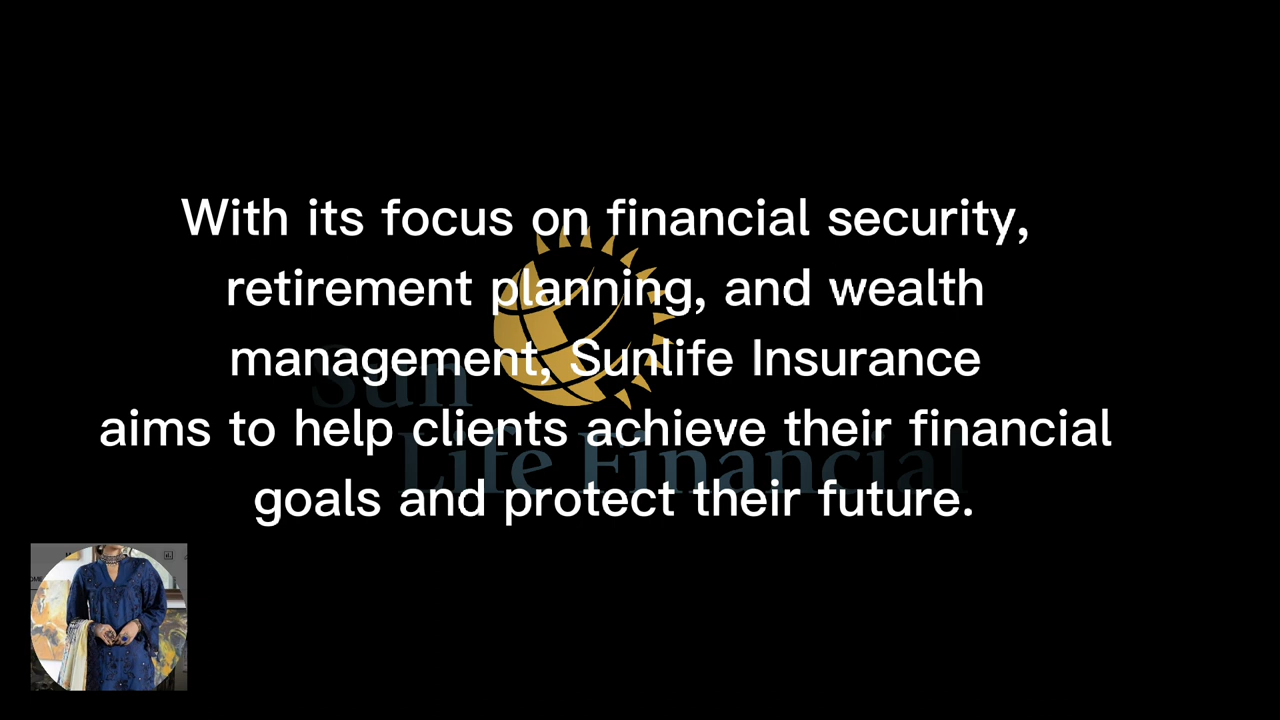 With its focus on financial security,
retirement planning, and wealth
management, Sunlife Insurance
aims to help clients achieve their financial
goals and protect their future.
Sun
Life Financial